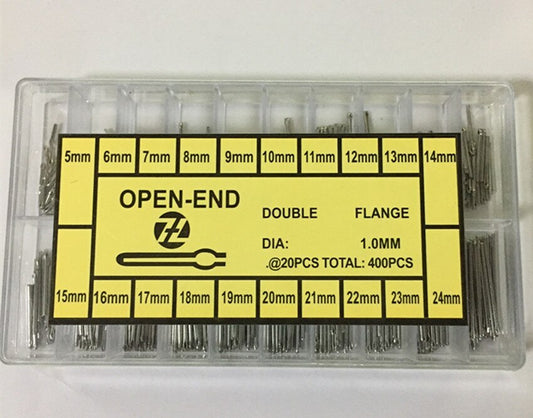 5mm 6mm 7mm 8mm 9mm 10mm 11mm 12mm 13mm 14mm
OPEN-END
DOUBLE FLANGE
DIA: 1.0MM
.@20PCS TOTAL: 400PCS
15mm 16mm 17mm 18mm 19mm 20mm 21mm 22mm 23mm 24mm